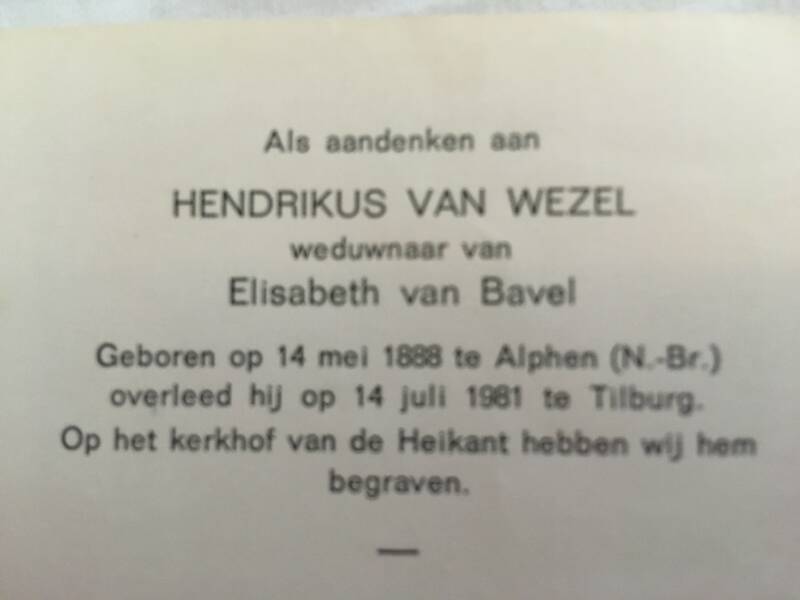 Als aandenken aan
HENDRIKUS VAN WEZEL
weduwnaar van
Elisabeth van Bavel
Geboren op 14 mei 1888 te Alphen (N.-Br.)
overleed hij op 14 juli 1981 te Tilburg.
Op het kerkhof van de Heikant hebben wij hem
begraven.
—